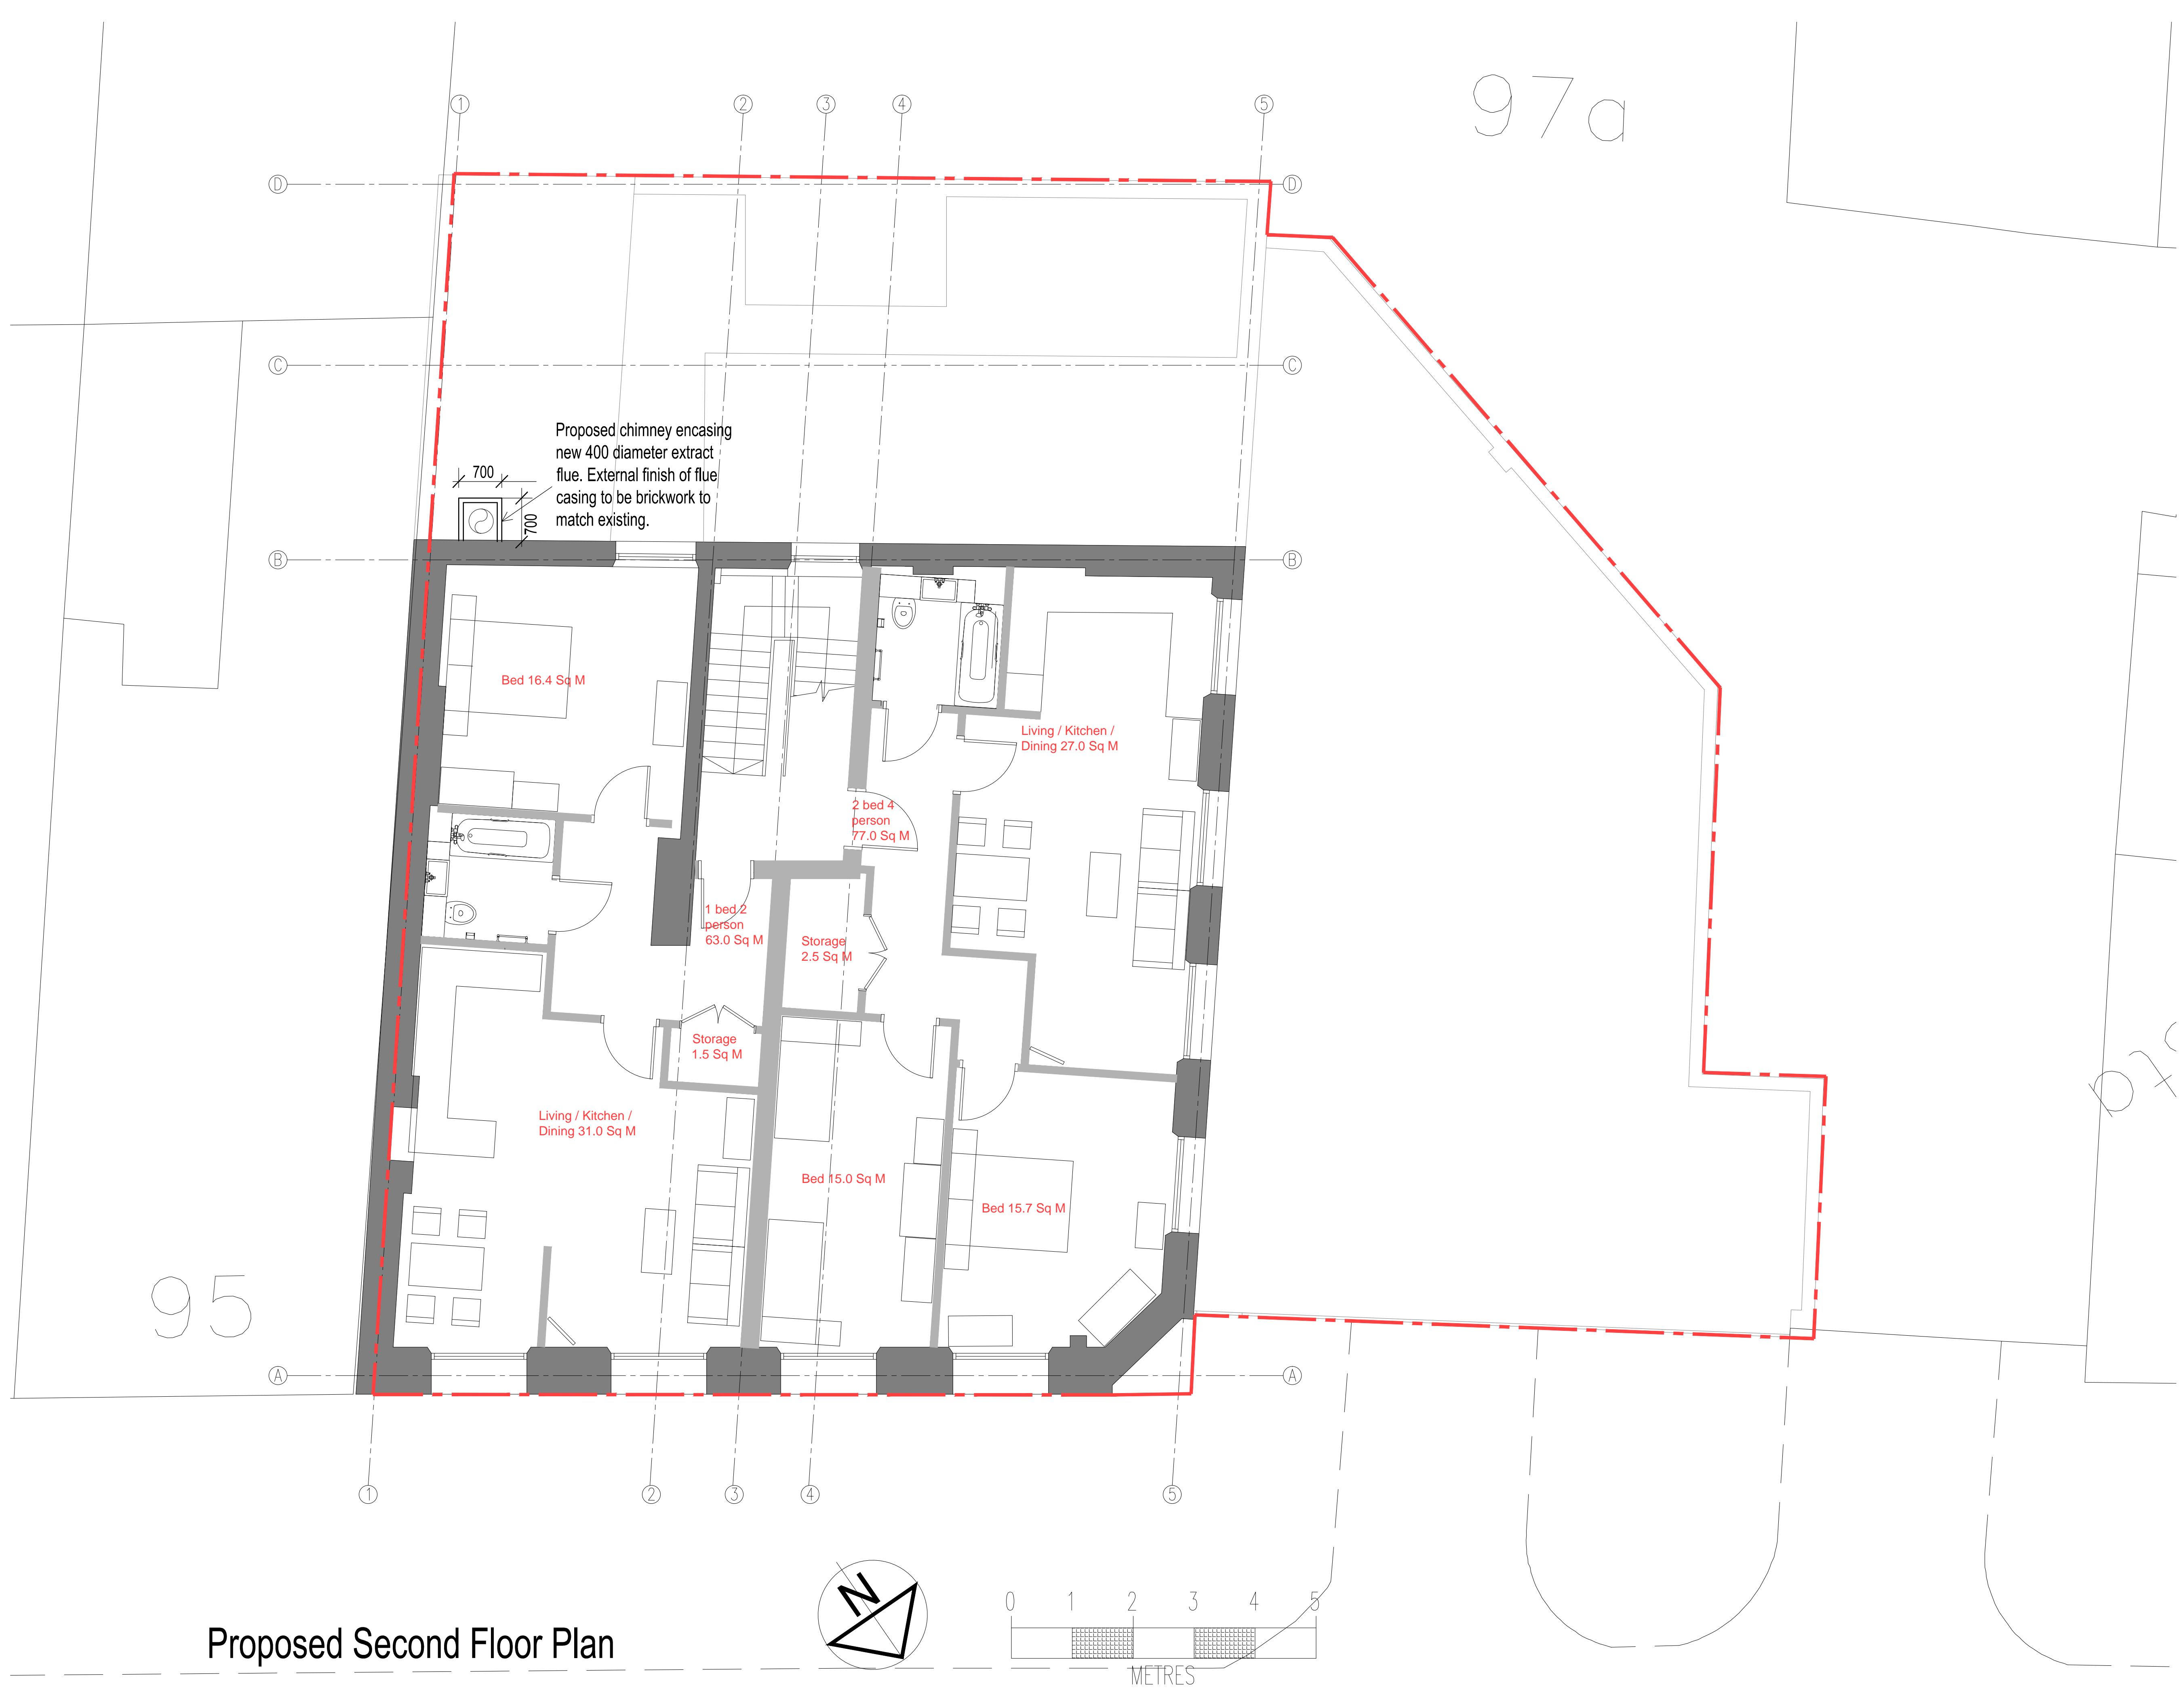 97a
1
2
3
4
5
D
D
C
C
Proposed chimney encasing
new 400 diameter extract
flue. External finish of flue
casing to be brickwork to
match existing.
700
700
B
B
Bed 16.4 Sq M
Living / Kitchen /
Dining 27.0 Sq M
2 bed 4
person
77.0 Sq M
1 bed 2
person
63.0 Sq M
Storage
2.5 Sq M
Storage
1.5 Sq M
Living / Kitchen /
Dining 31.0 Sq M
Bed 15.0 Sq M
Bed 15.7 Sq M
95
A
A
1
2
3
4
5
N
0 1 2 3 4 5
METRES
Proposed Second Floor Plan